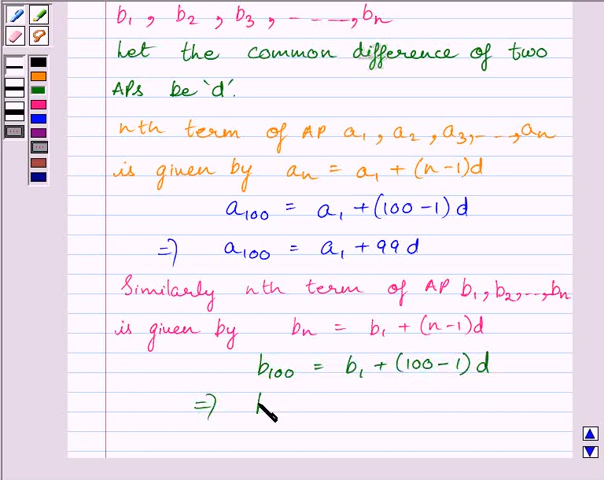 b₁, b₂, b₃, ------, bₙ
Let the common difference of two
APs be 'd'.
nth term of AP a₁, a₂, a₃,- - -, aₙ
is given by aₙ = a₁ + (n-1)d
a₁₀₀ = a₁ + (100-1)d
=> a₁₀₀ = a₁ + 99d
Similarly nth term of AP b₁, b₂, --, bₙ
is given by bₙ = b₁ + (n-1)d
b₁₀₀ = b₁ + (100-1)d
=>